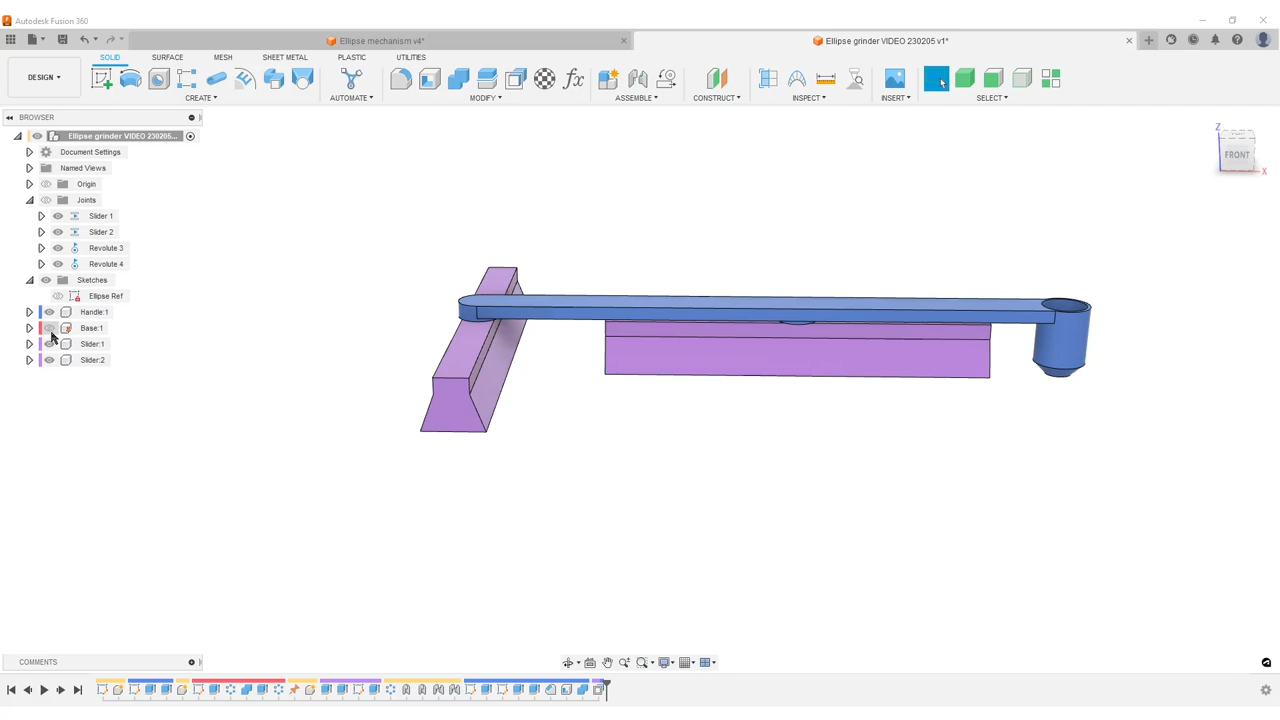 Autodesk Fusion 360
Ellipse mechanism v4*
Ellipse grinder VIDEO 230205 v1*
DESIGN
SOLID SURFACE MESH SHEET METAL PLASTIC UTILITIES
CREATE AUTOMATE MODIFY ASSEMBLE CONSTRUCT INSPECT INSERT SELECT
BROWSER
Ellipse grinder VIDEO 230205...
Document Settings
Named Views
Origin
Joints
Slider 1
Slider 2
Revolute 3
Revolute 4
Sketches
Ellipse Ref
Handle:1
Base:1
Slider:1
Slider:2
Z
FRONT
X
COMMENTS